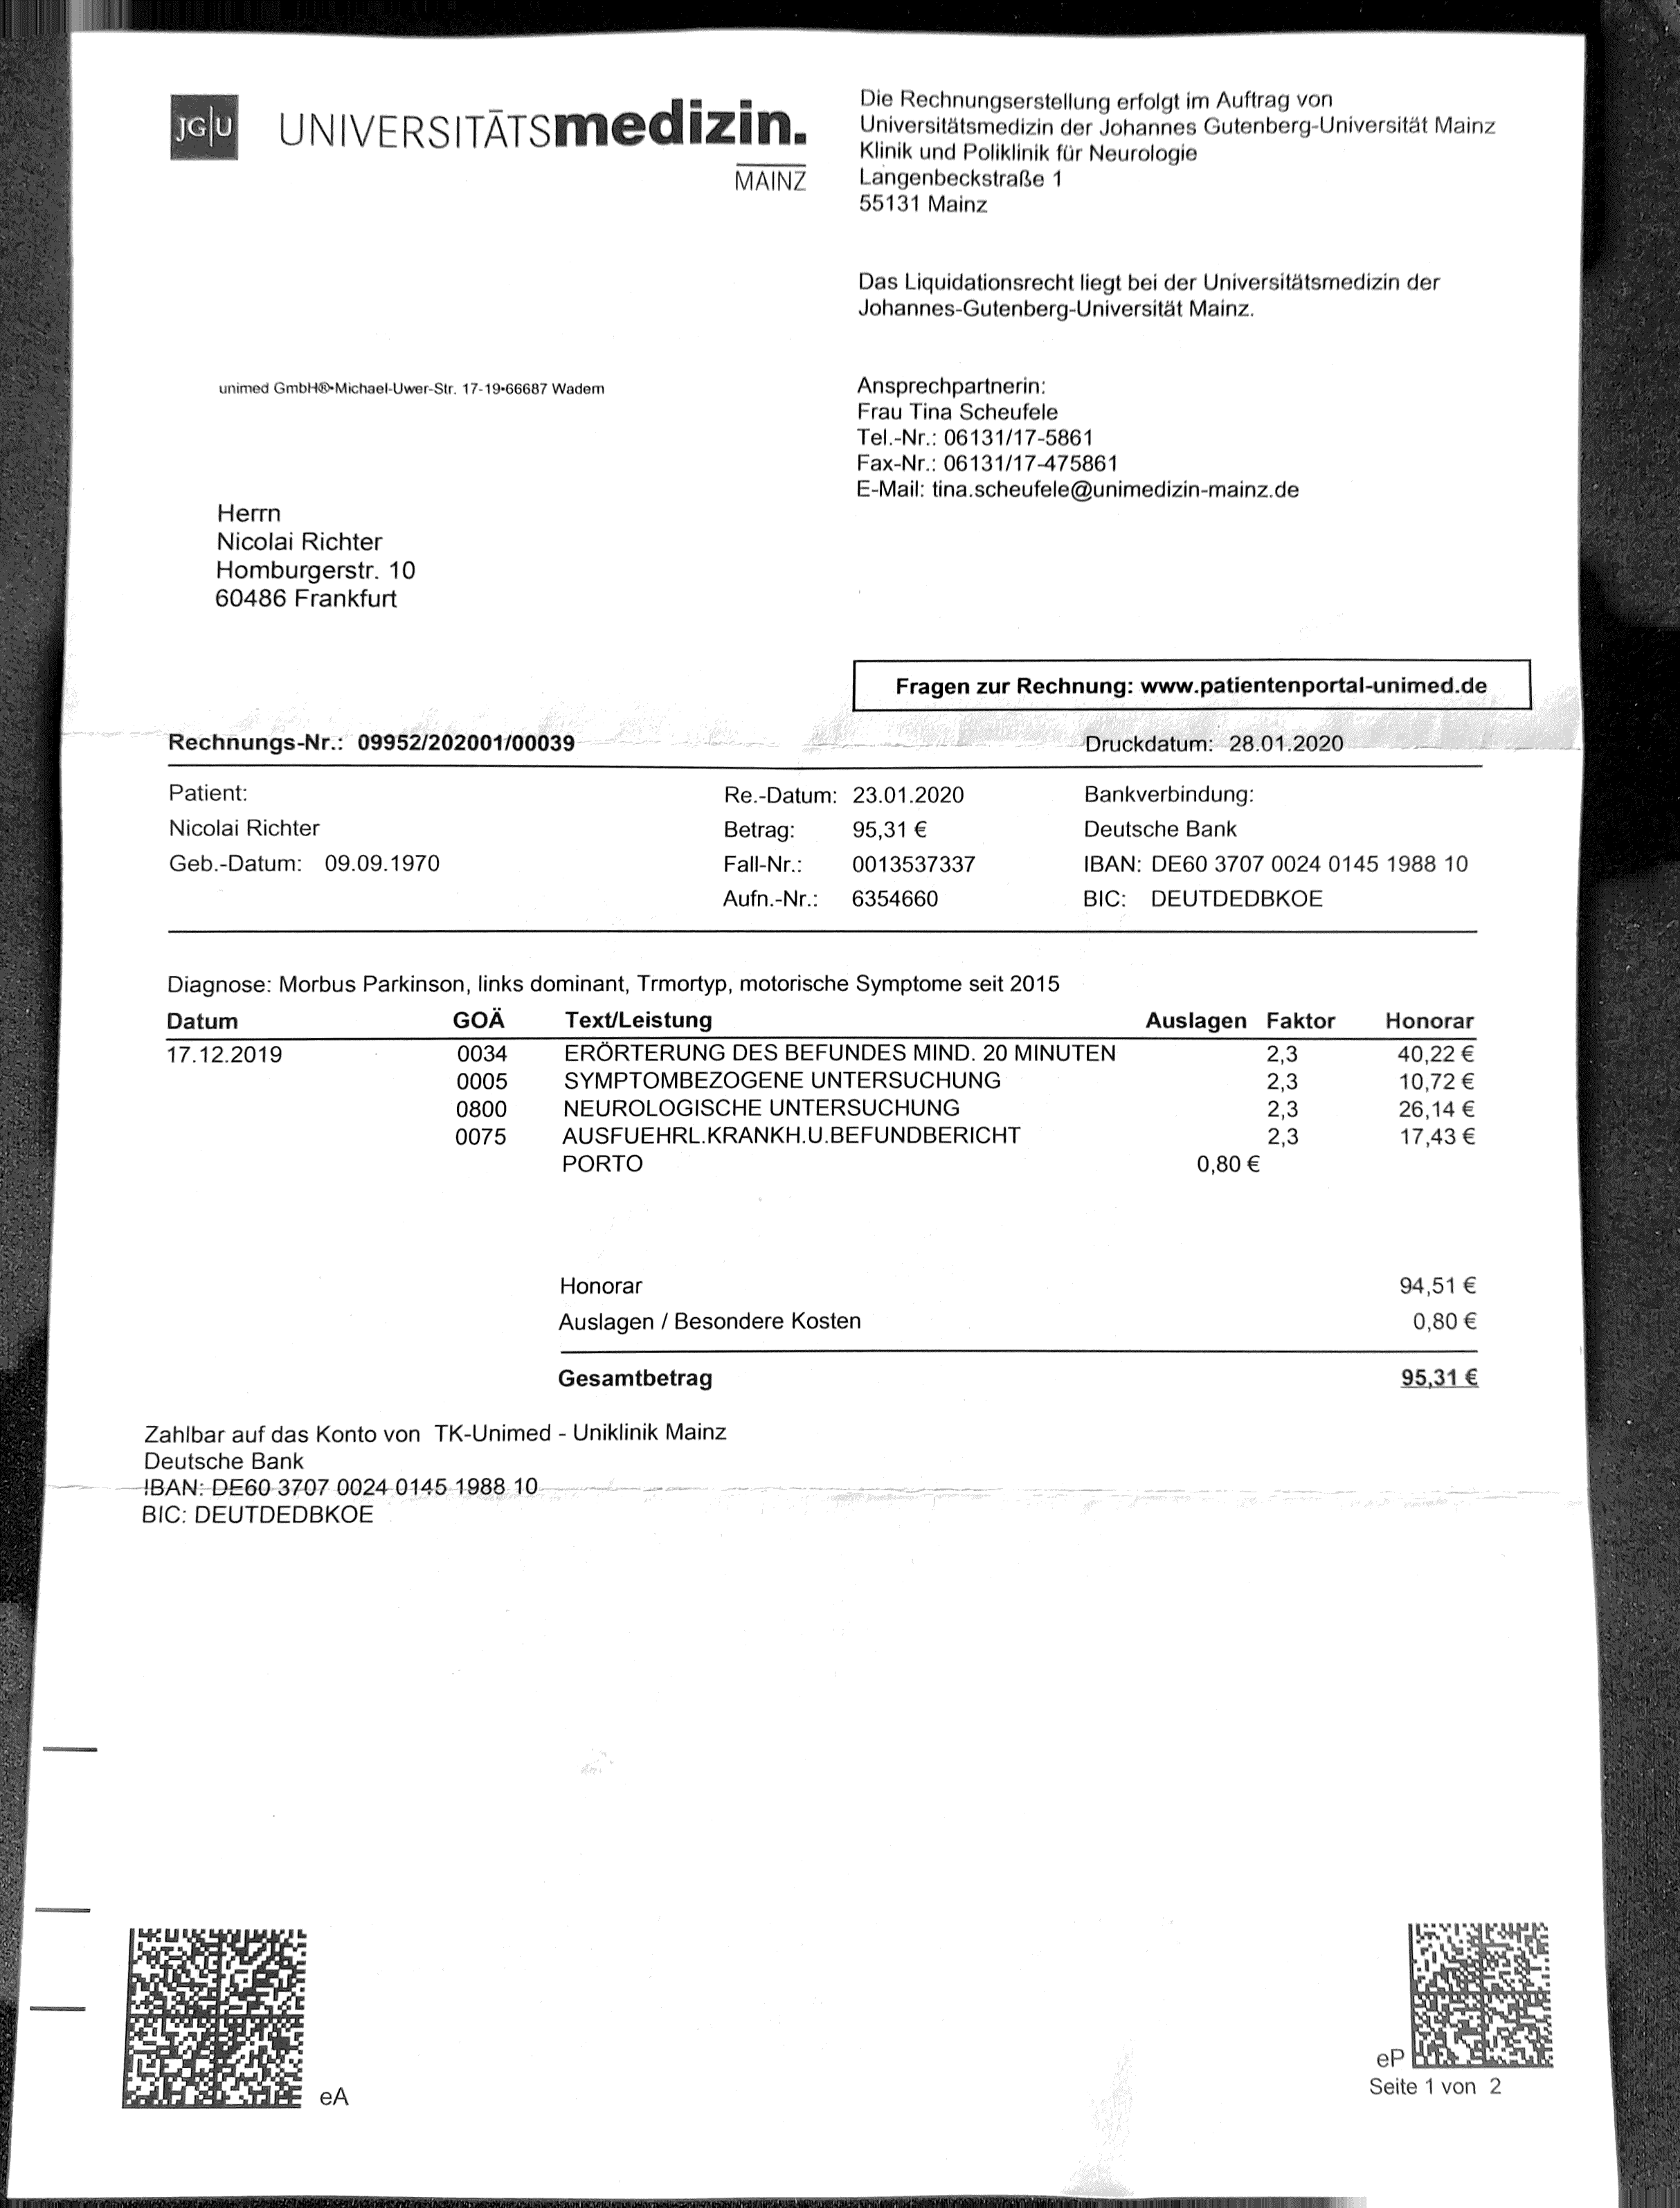 JG|U UNIVERSITÄTSmedizin.
MAINZ
Die Rechnungserstellung erfolgt im Auftrag von
Universitätsmedizin der Johannes Gutenberg-Universität Mainz
Klinik und Poliklinik für Neurologie
Langenbeckstraße 1
55131 Mainz
Das Liquidationsrecht liegt bei der Universitätsmedizin der
Johannes-Gutenberg-Universität Mainz.
unimed GmbH®•Michael-Uwer-Str. 17-19•66687 Wadern
Ansprechpartnerin:
Frau Tina Scheufele
Tel.-Nr.: 06131/17-5861
Fax-Nr.: 06131/17-475861
E-Mail: tina.scheufele@unimedizin-mainz.de
Herrn
Nicolai Richter
Homburgerstr. 10
60486 Frankfurt
Fragen zur Rechnung: www.patientenportal-unimed.de
Rechnungs-Nr.: 09952/202001/00039 Druckdatum: 28.01.2020
Patient: Re.-Datum: 23.01.2020 Bankverbindung:
Nicolai Richter Betrag: 95,31 € Deutsche Bank
Geb.-Datum: 09.09.1970 Fall-Nr.: 0013537337 IBAN: DE60 3707 0024 0145 1988 10
Aufn.-Nr.: 6354660 BIC: DEUTDEDBKOE
Diagnose: Morbus Parkinson, links dominant, Trmortyp, motorische Symptome seit 2015
Datum GOÄ Text/Leistung Auslagen Faktor Honorar
17.12.2019 0034 ERÖRTERUNG DES BEFUNDES MIND. 20 MINUTEN 2,3 40,22 €
0005 SYMPTOMBEZOGENE UNTERSUCHUNG 2,3 10,72 €
0800 NEUROLOGISCHE UNTERSUCHUNG 2,3 26,14 €
0075 AUSFUEHRL.KRANKH.U.BEFUNDBERICHT 2,3 17,43 €
PORTO 0,80 €
Honorar 94,51 €
Auslagen / Besondere Kosten 0,80 €
Gesamtbetrag 95,31 €
Zahlbar auf das Konto von TK-Unimed - Uniklinik Mainz
Deutsche Bank
IBAN: DE60 3707 0024 0145 1988 10
BIC: DEUTDEDBKOE
eA
eP
Seite 1 von 2